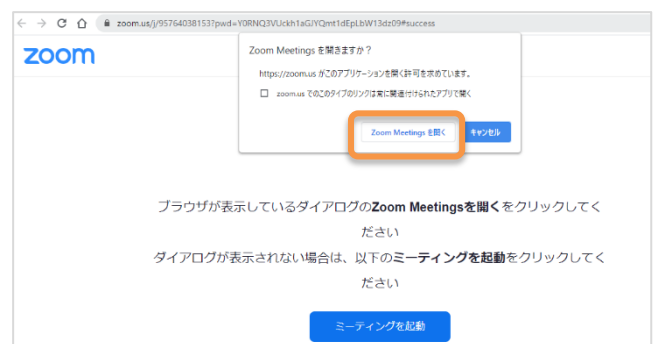 zoom.us/j/95764038153?pwd=Y0RNQ3VUckh1aGJYQmt1dEpLbW13dz09#success
zoom
Zoom Meetings を開きますか？
https://zoom.us がこのアプリケーションを開く許可を求めています。
zoom.us でのこのタイプのリンクは常に関連付けられたアプリで開く
Zoom Meetings を開く
キャンセル
ブラウザが表示しているダイアログのZoom Meetingsを開くをクリックしてく
ださい
ダイアログが表示されない場合は、以下のミーティングを起動をクリックしてく
ださい
ミーティングを起動